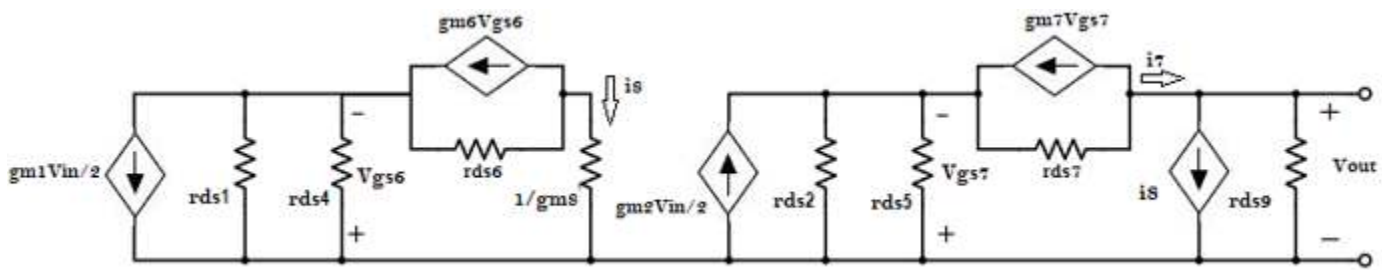 gm6Vgs6
gm7Vgs7
i8
i7
gm1Vin/2
rds1
rds4
Vgs6
rds6
1/gm8
gm2Vin/2
rds2
rds5
Vgs7
rds7
i8
rds9
Vout
-
+
-
+
+
-